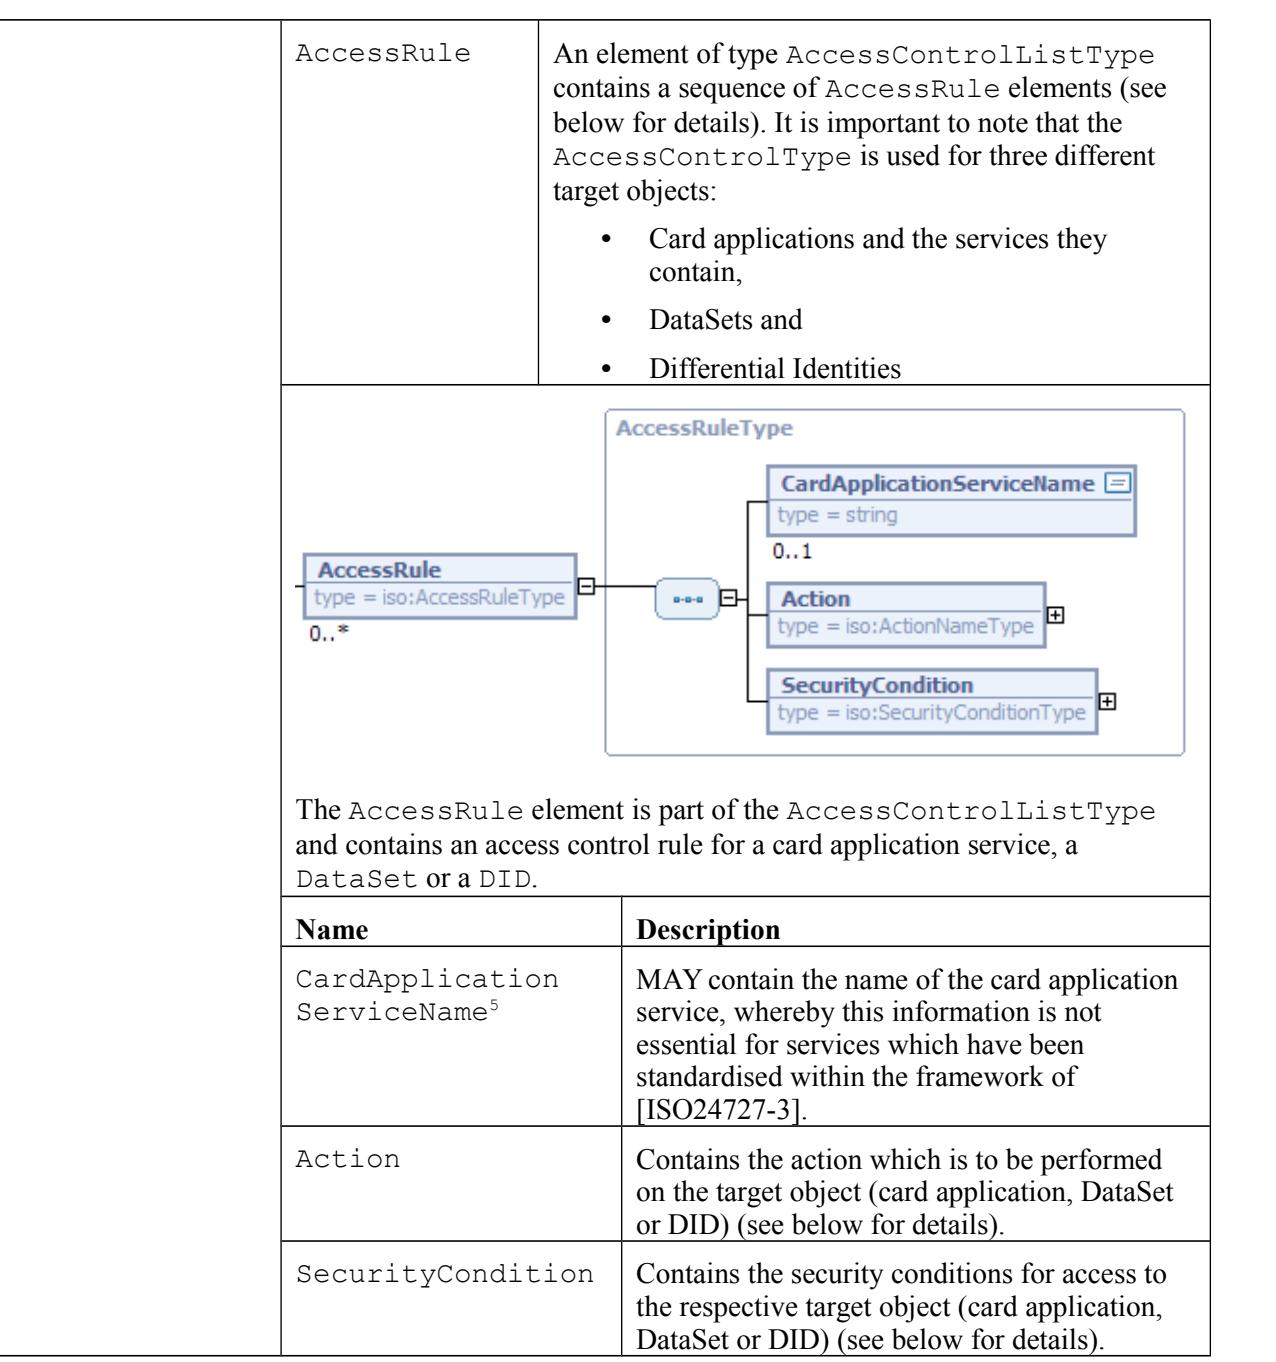 AccessRule
An element of type AccessControlListType
contains a sequence of AccessRule elements (see
below for details). It is important to note that the
AccessControlType is used for three different
target objects:
• Card applications and the services they
contain,
• DataSets and
• Differential Identities
AccessRuleType
CardApplicationServiceName
type = string
0..1
AccessRule
type = iso:AccessRuleType
0..*
Action
type = iso:ActionNameType
SecurityCondition
type = iso:SecurityConditionType
The AccessRule element is part of the AccessControlListType
and contains an access control rule for a card application service, a
DataSet or a DID.
Name
Description
CardApplication
ServiceName5
MAY contain the name of the card application
service, whereby this information is not
essential for services which have been
standardised within the framework of
[ISO24727-3].
Action
Contains the action which is to be performed
on the target object (card application, DataSet
or DID) (see below for details).
SecurityCondition
Contains the security conditions for access to
the respective target object (card application,
DataSet or DID) (see below for details).